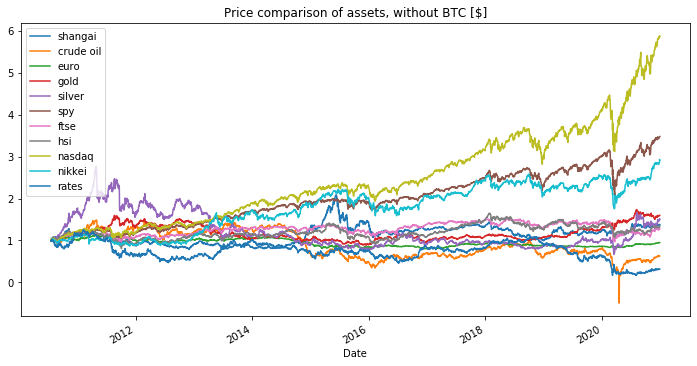 Price comparison of assets, without BTC [$]
shangai
crude oil
euro
gold
silver
spy
ftse
hsi
nasdaq
nikkei
rates
6
5
4
3
2
1
0
2012
2014
2016
2018
2020
Date